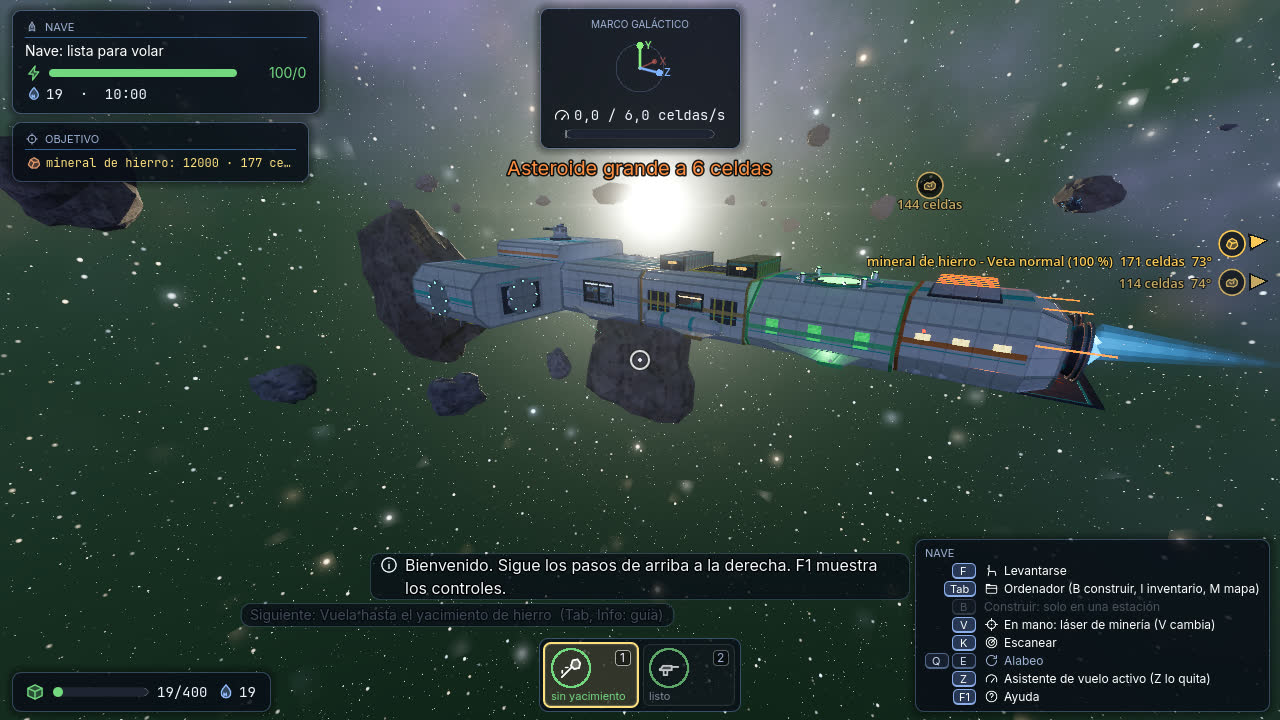 NAVE
Nave: lista para volar
100/0
19 · 10:00
OBJETIVO
mineral de hierro: 12000 · 177 ce…
MARCO GALÁCTICO
Y
X
Z
0,0 / 6,0 celdas/s
Asteroide grande a 6 celdas
144 celdas
mineral de hierro - Veta normal (100 %) 171 celdas 73°
114 celdas 74°
Bienvenido. Sigue los pasos de arriba a la derecha. F1 muestra
los controles.
Siguiente: Vuela hasta el yacimiento de hierro (Tab, Info: guía)
1
sin yacimiento
2
listo
19/400 19
NAVE
F Levantarse
Tab Ordenador (B construir, I inventario, M mapa)
B Construir: solo en una estación
V En mano: láser de minería (V cambia)
K Escanear
Q E Alabeo
Z Asistente de vuelo activo (Z lo quita)
F1 Ayuda